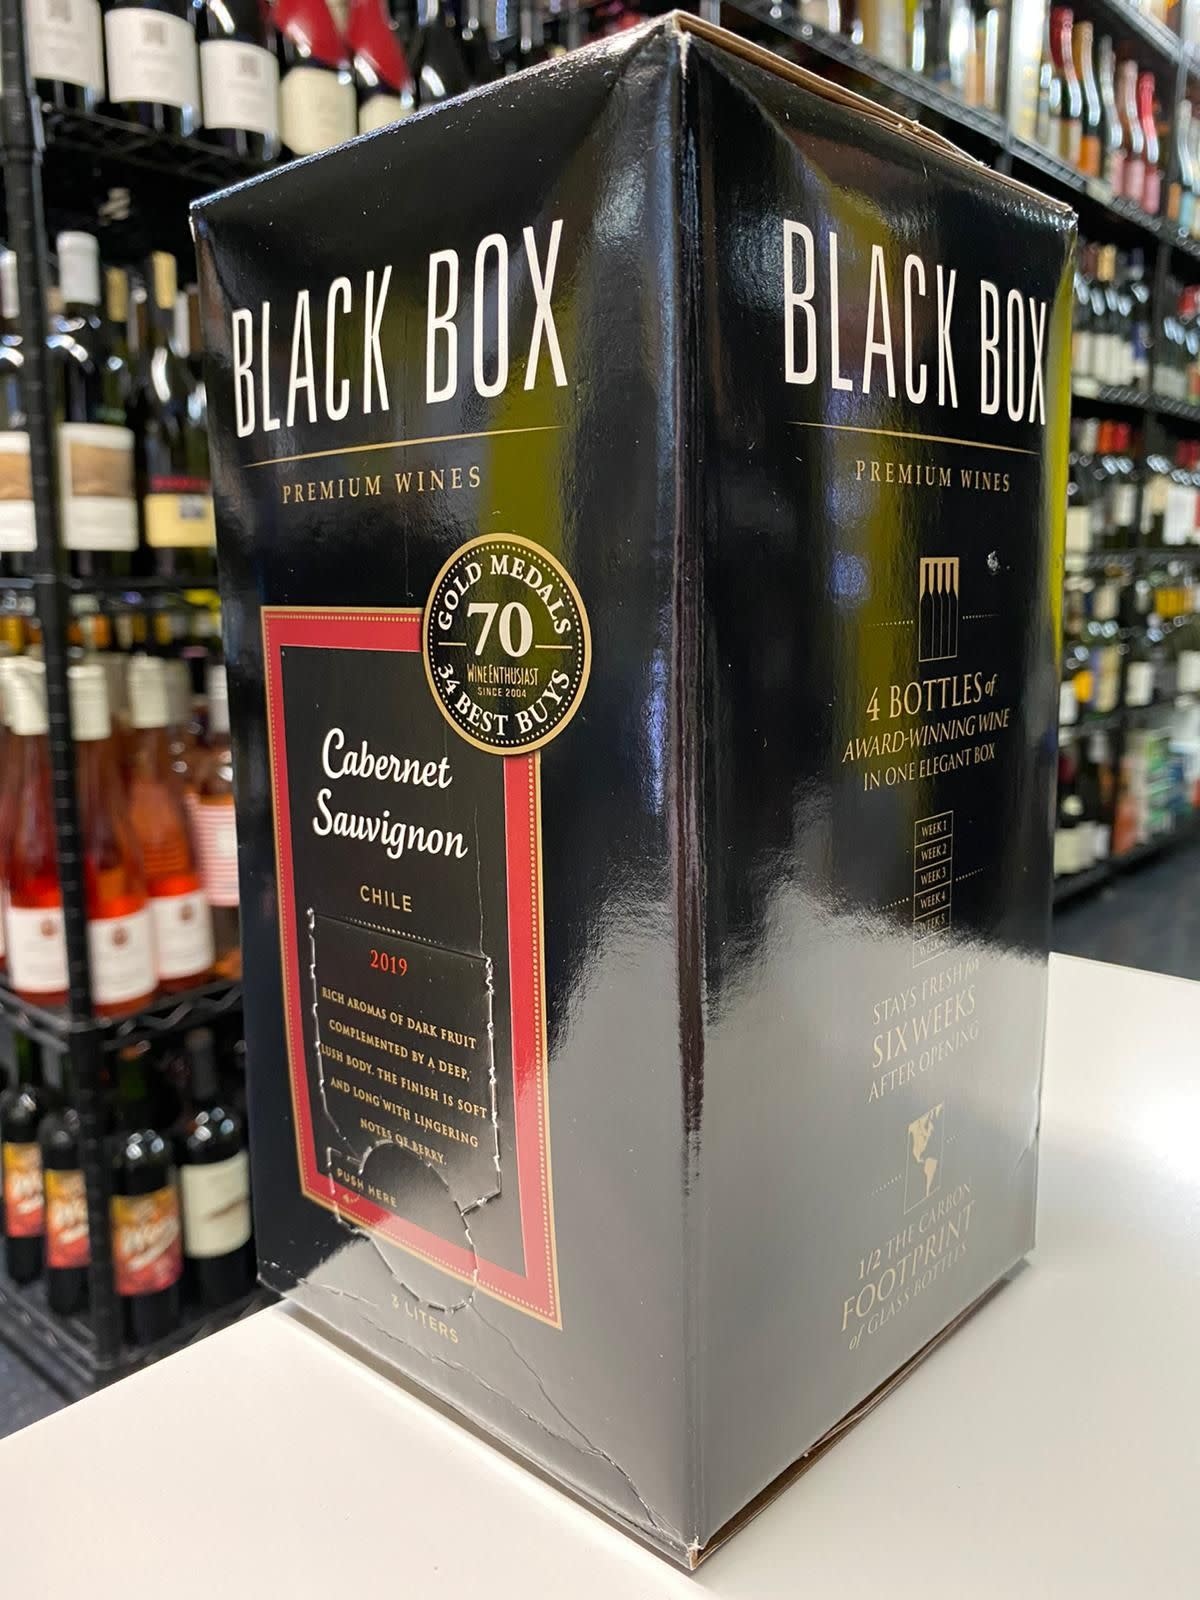 BLACK BOX
PREMIUM WINES
GOLD MEDALS
70
WINE ENTHUSIAST
SINCE 2004
34 BEST BUYS
Cabernet
Sauvignon
CHILE
2019
RICH AROMAS OF DARK FRUIT
COMPLEMENTED BY A DEEP,
LUSH BODY. THE FINISH IS SOFT
AND LONG WITH LINGERING
NOTES OF BERRY.
PUSH HERE
3 LITERS
BLACK BOX
PREMIUM WINES
4 BOTTLES of
AWARD-WINNING WINE
IN ONE ELEGANT BOX
WEEK 1
WEEK 2
WEEK 3
WEEK 4
WEEK 5
WEEK
STAYS FRESH for
SIX WEEKS
AFTER OPENING
1/2 THE CARBON
FOOTPRINT
of GLASS BOTTLES